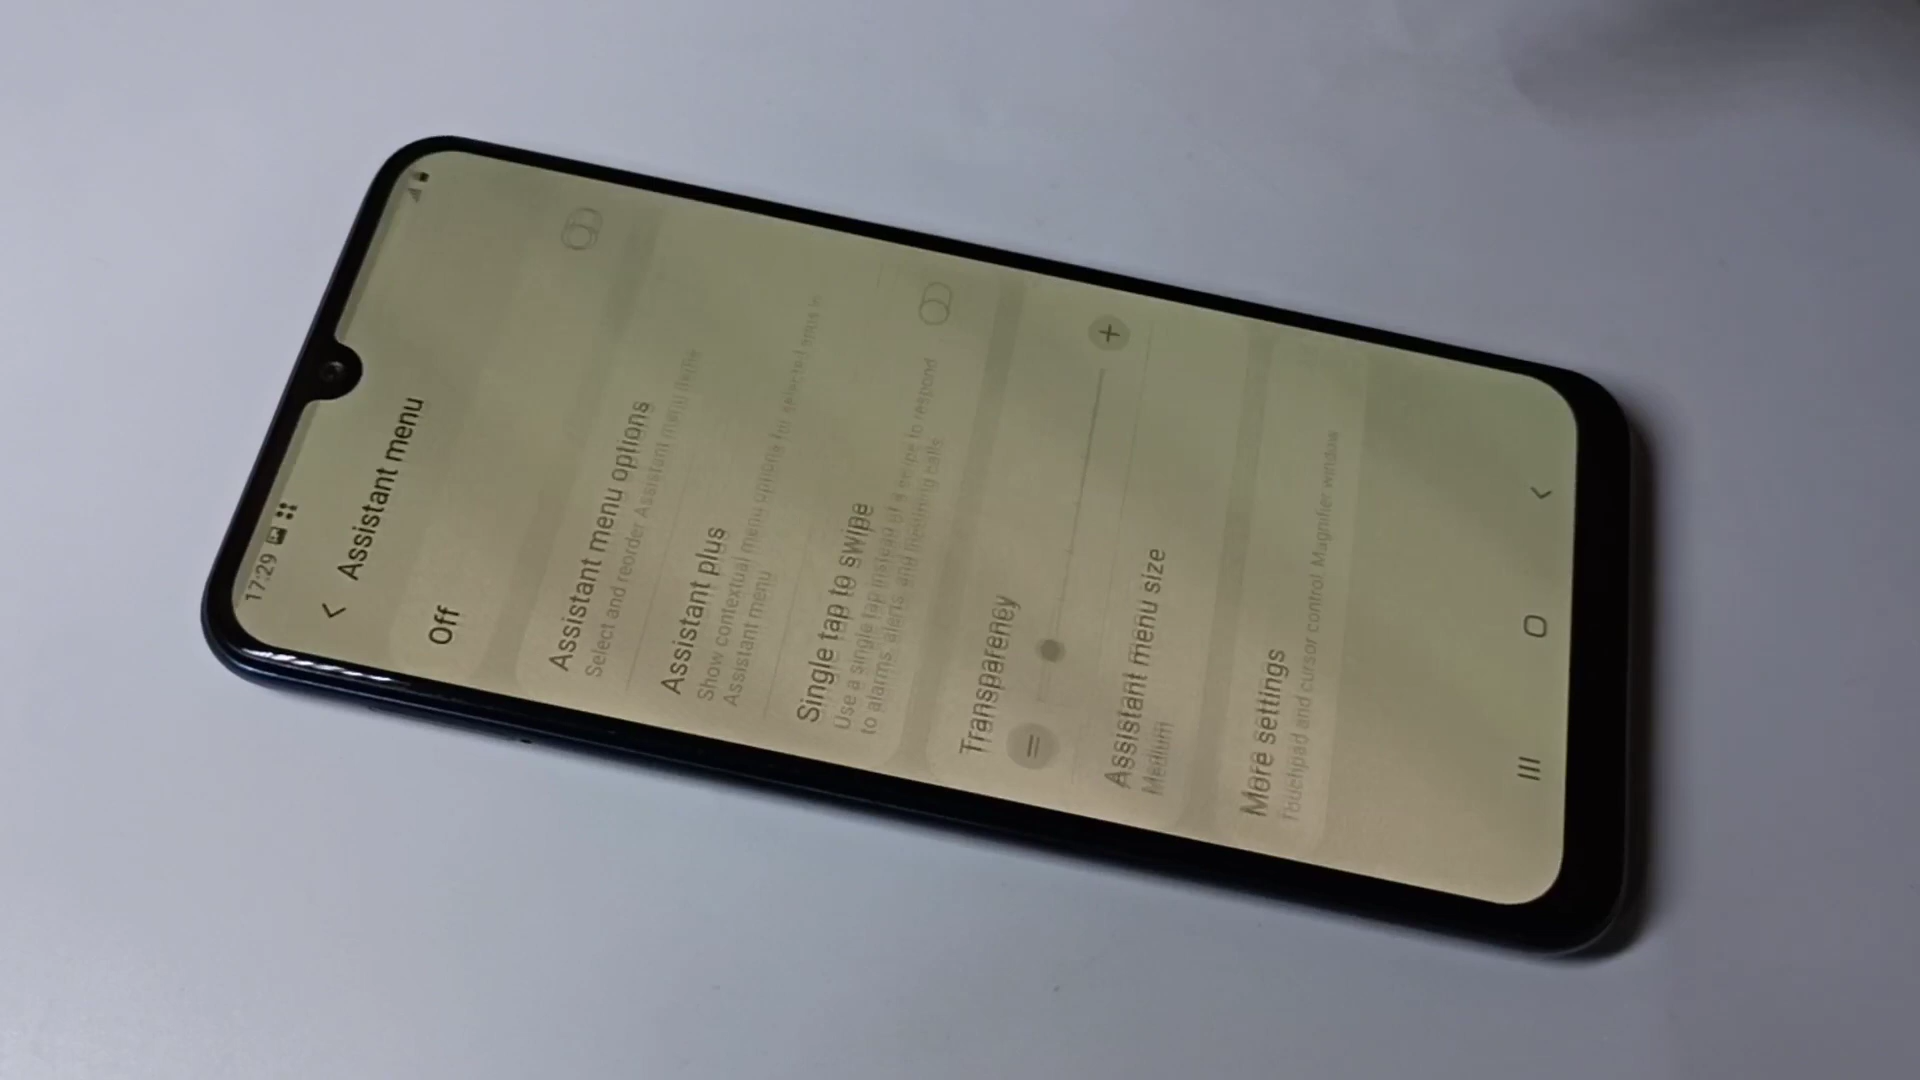 17:29
Assistant menu
Off
Assistant menu options
Select and reorder Assistant menu items
Assistant plus
Show contextual menu options for selected apps in
Assistant menu
Single tap to swipe
Use a single tap instead of a swipe to respond
to alarms, alerts, and incoming calls.
Transparency
Assistant menu size
Medium
More settings
Touchpad and cursor control, Magnifier window